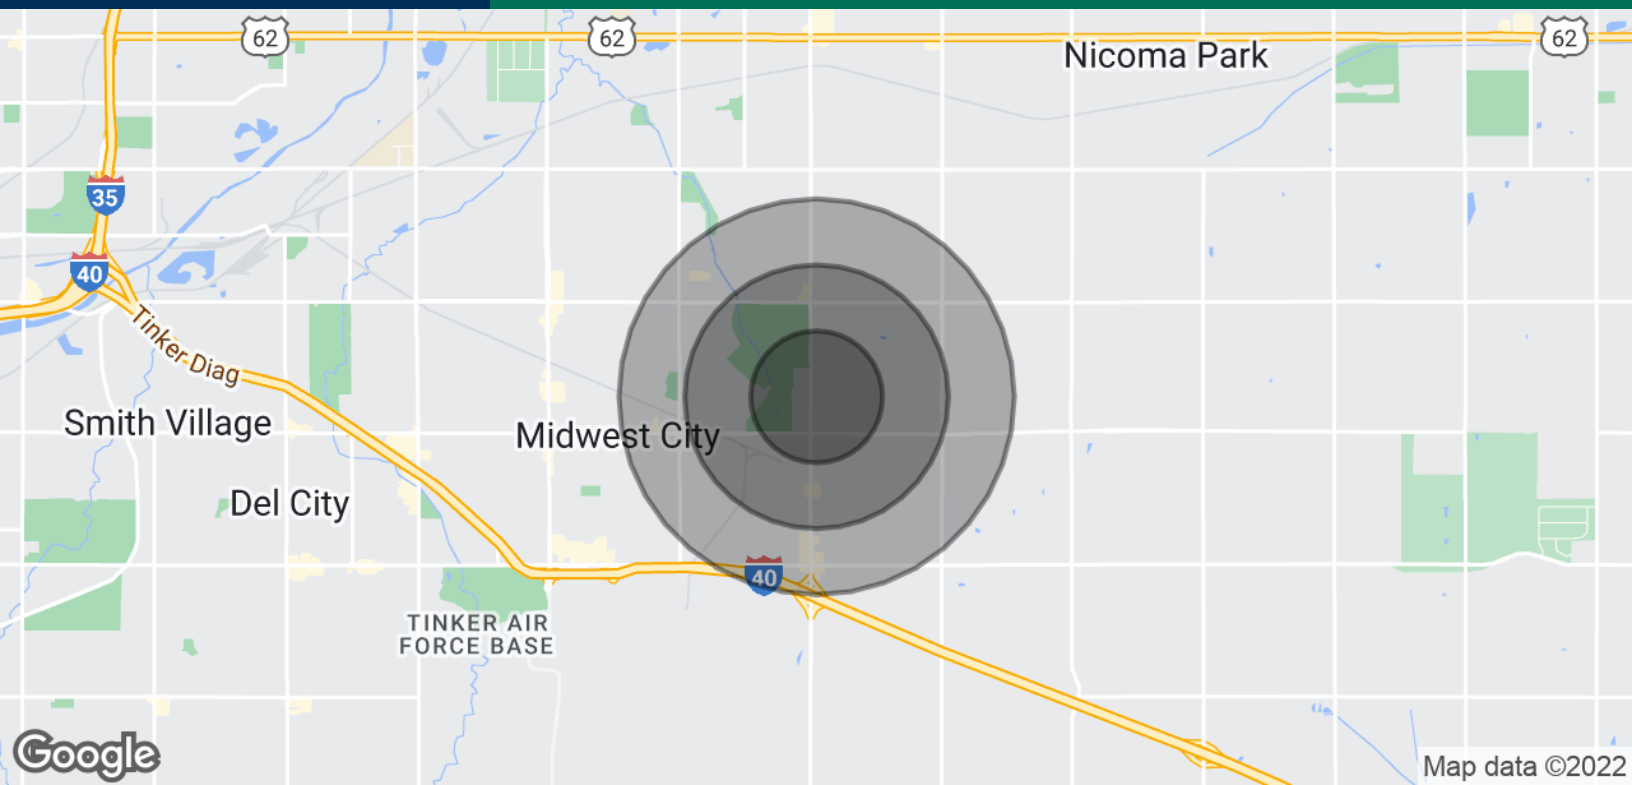 62
62
62
Nicoma Park
35
40
Tinker Diag
Smith Village
Midwest City
Del City
40
TINKER AIR
FORCE BASE
Google
Map data ©2022